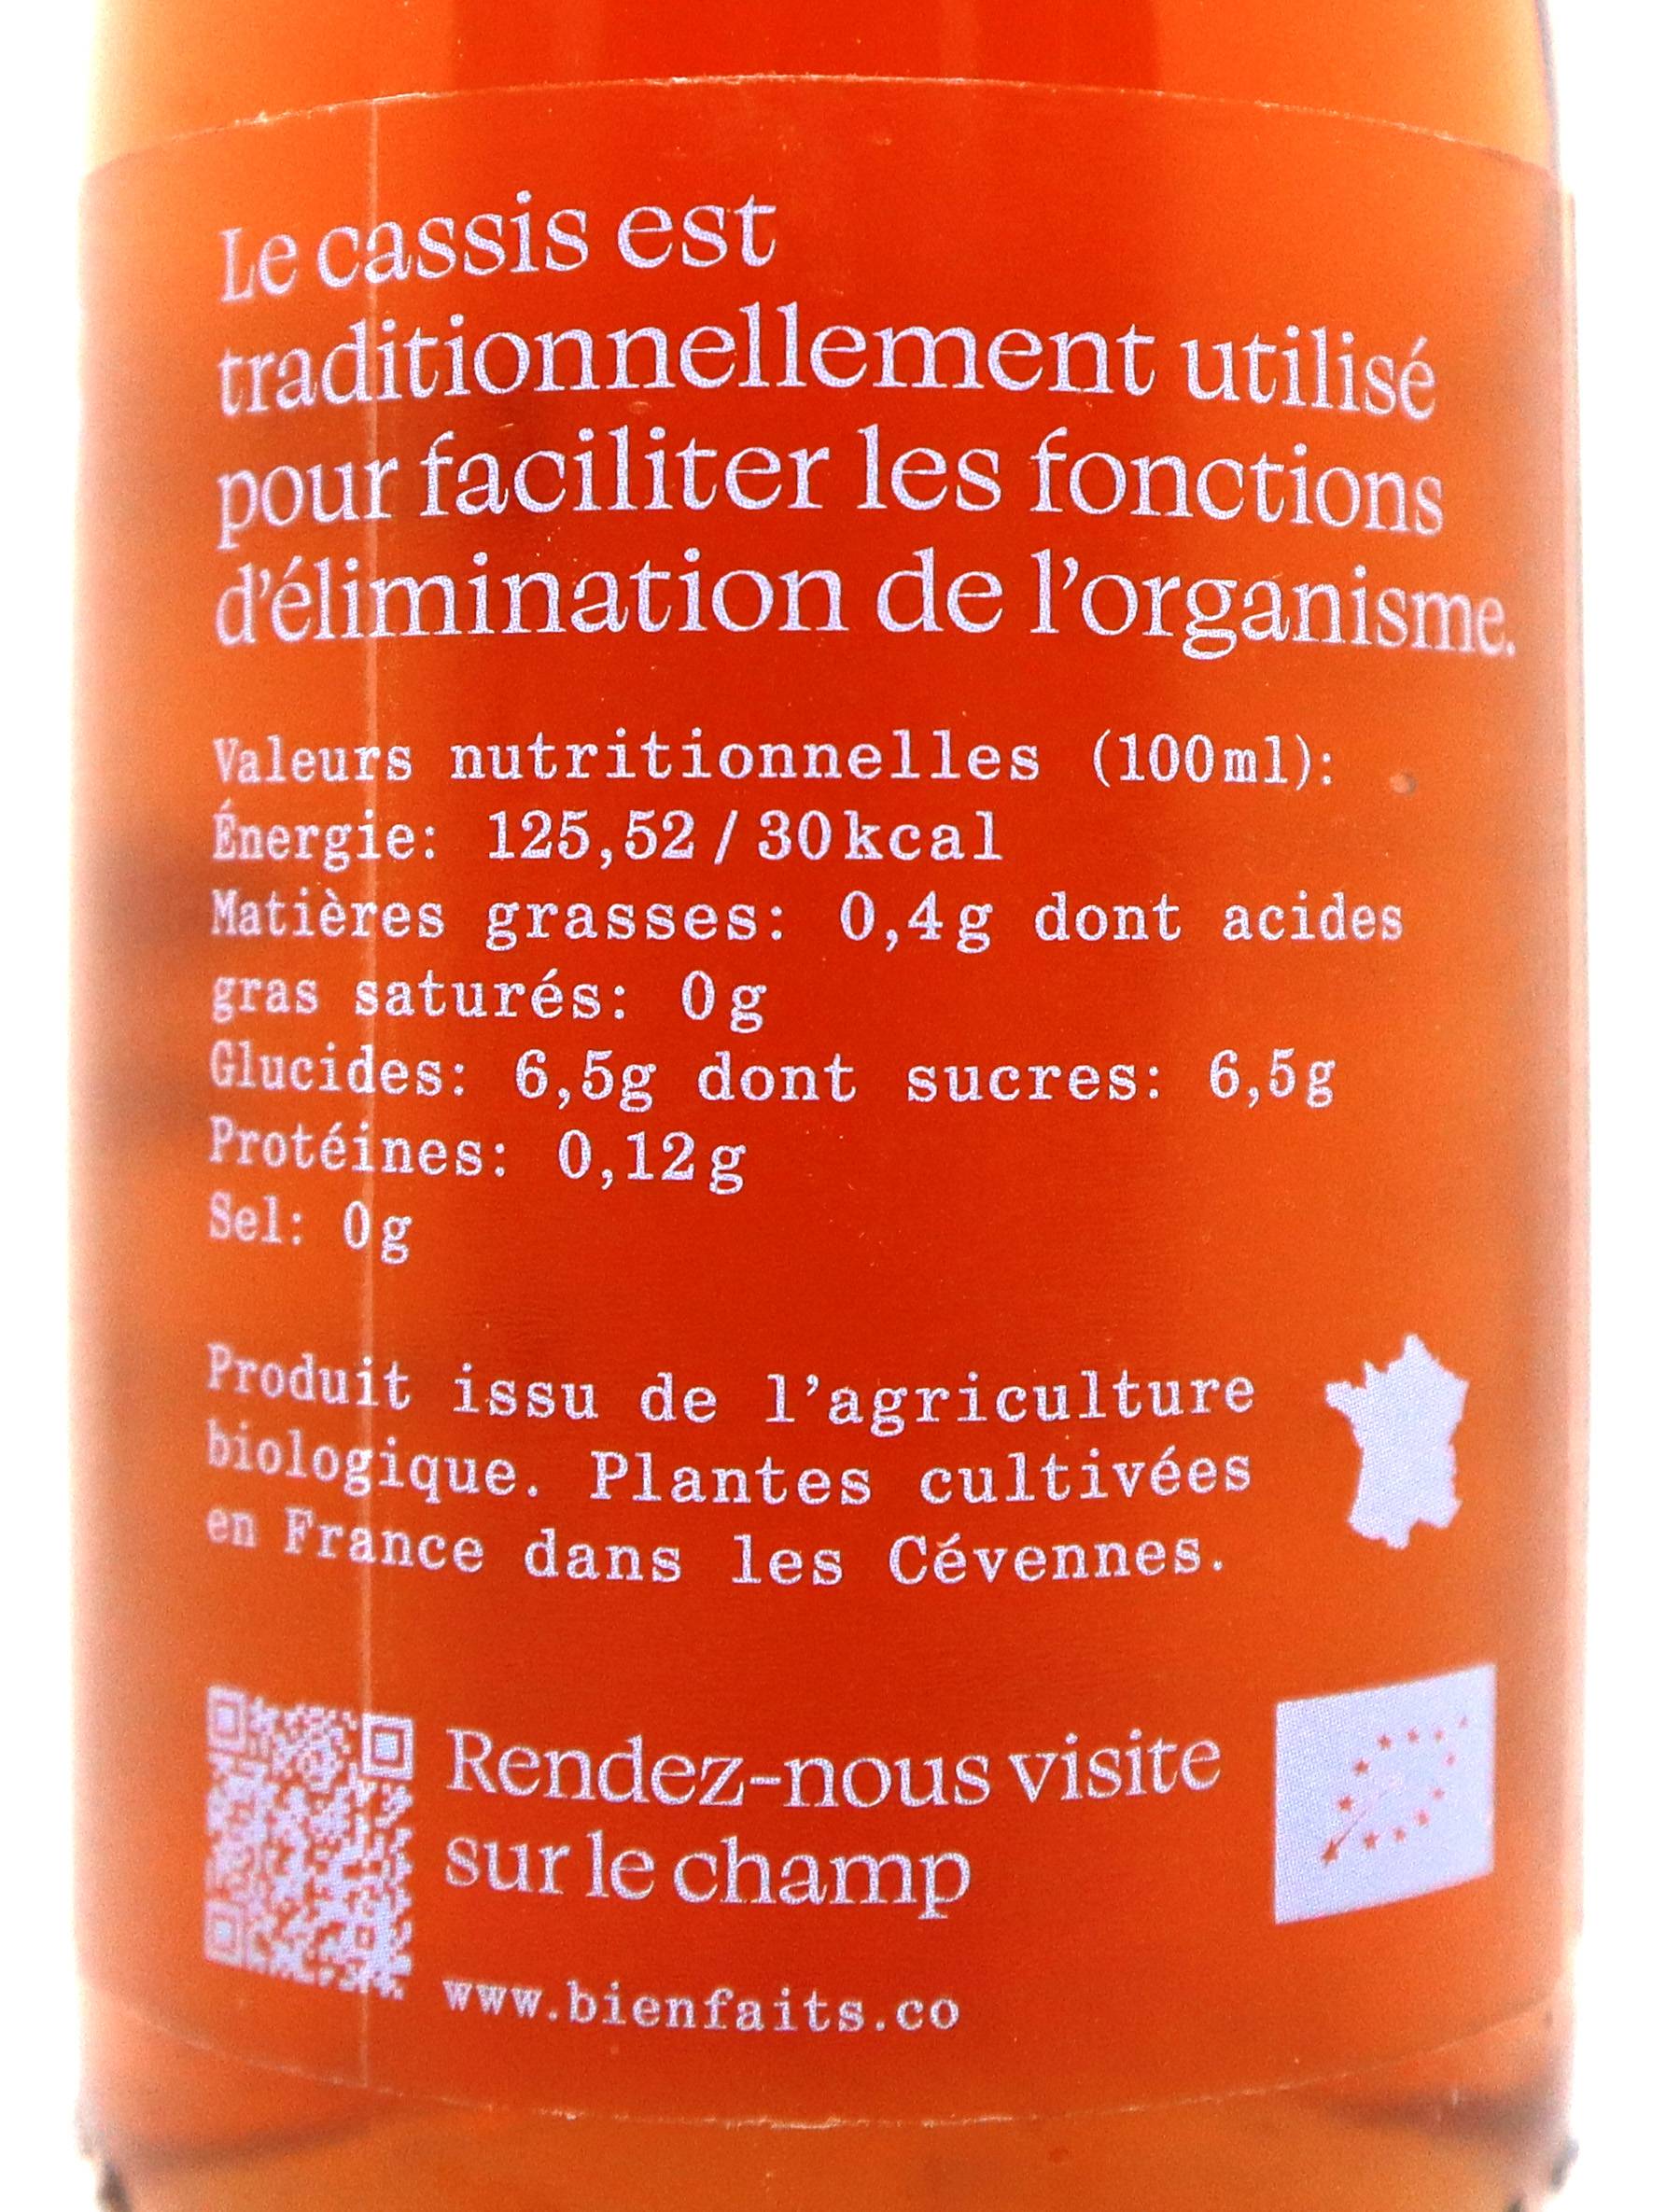 Le cassis est
traditionnellement utilisé
pour faciliter les fonctions
d'élimination de l'organisme.
Valeurs nutritionnelles (100ml):
Énergie: 125,52/30kcal
Matières grasses: 0,4g dont acides
gras saturés: 0g
Glucides: 6,5g dont sucres: 6,5g
Protéines: 0,12g
Sel: 0g
Produit issu de l'agriculture
biologique. Plantes cultivées
en France dans les Cévennes.
Rendez-nous visite
sur le champ
www.bienfaits.co